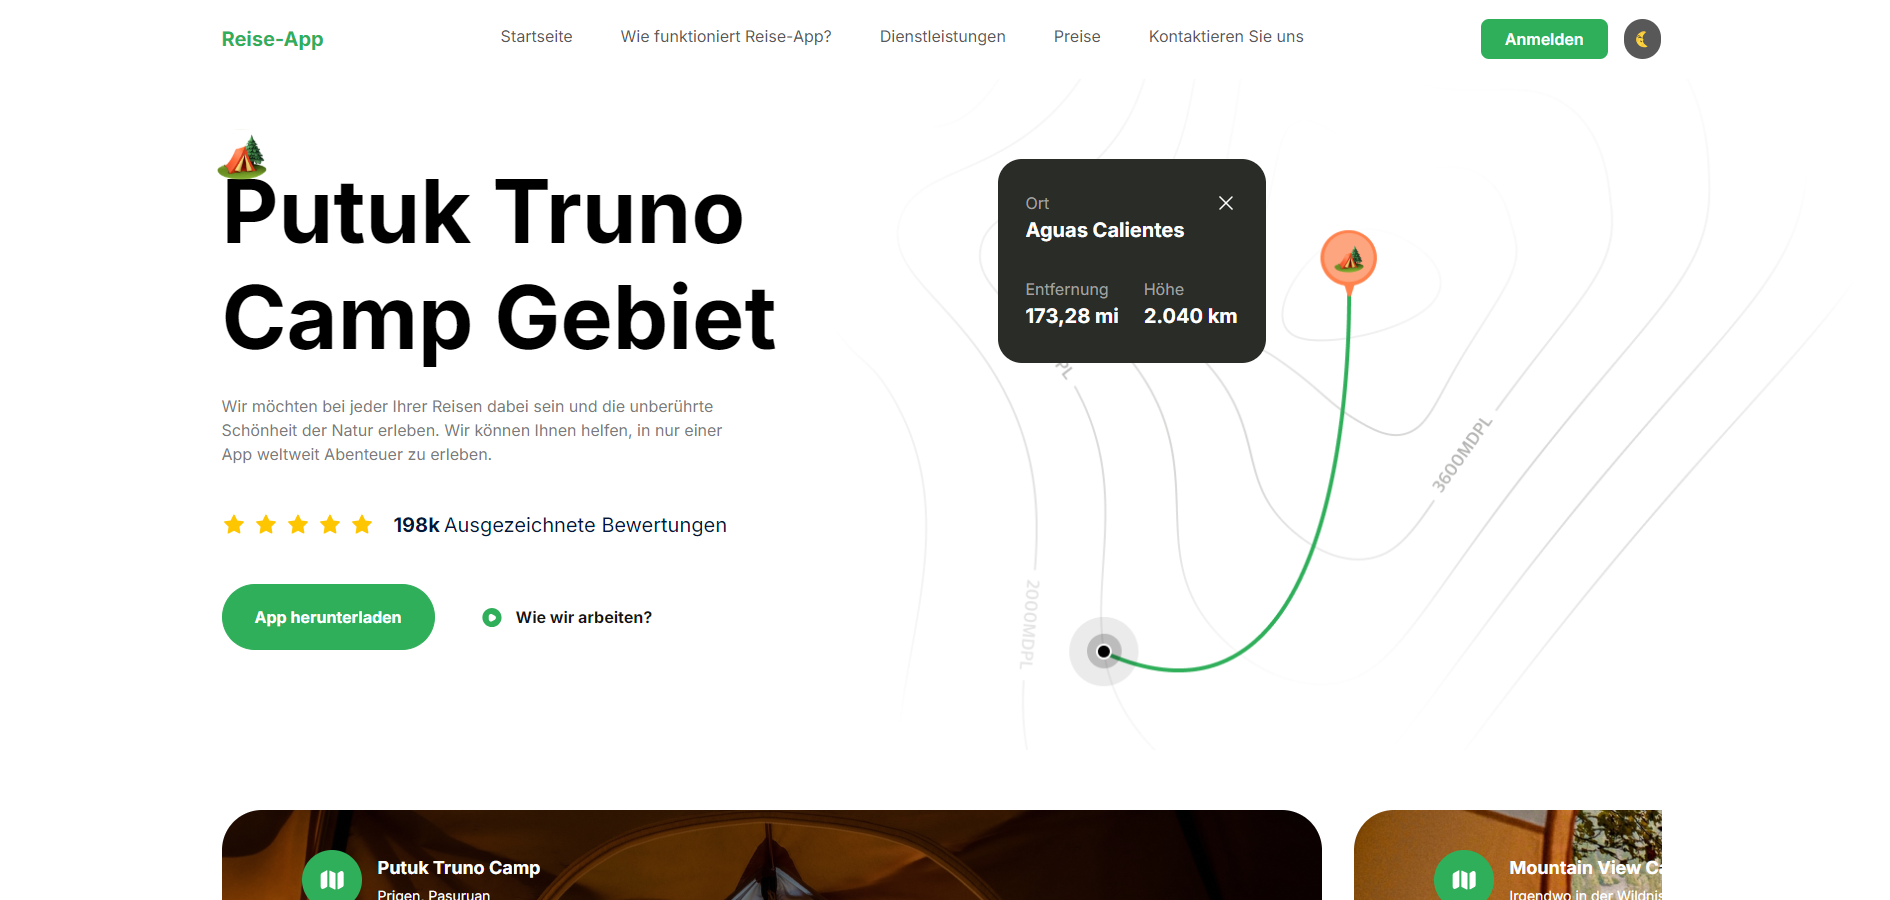 Reise-App
Startseite
Wie funktioniert Reise-App?
Dienstleistungen
Preise
Kontaktieren Sie uns
Anmelden
Putuk Truno
Camp Gebiet
Wir möchten bei jeder Ihrer Reisen dabei sein und die unberührte
Schönheit der Natur erleben. Wir können Ihnen helfen, in nur einer
App weltweit Abenteuer zu erleben.
198k Ausgezeichnete Bewertungen
App herunterladen
Wie wir arbeiten?
Ort
Aguas Calientes
Entfernung
Höhe
173,28 mi
2.040 km
PL
3600MDPL
2000MDPL
Putuk Truno Camp
Prigen, Pasuruan
Mountain View Ca
Irgendwo in der Wildnis